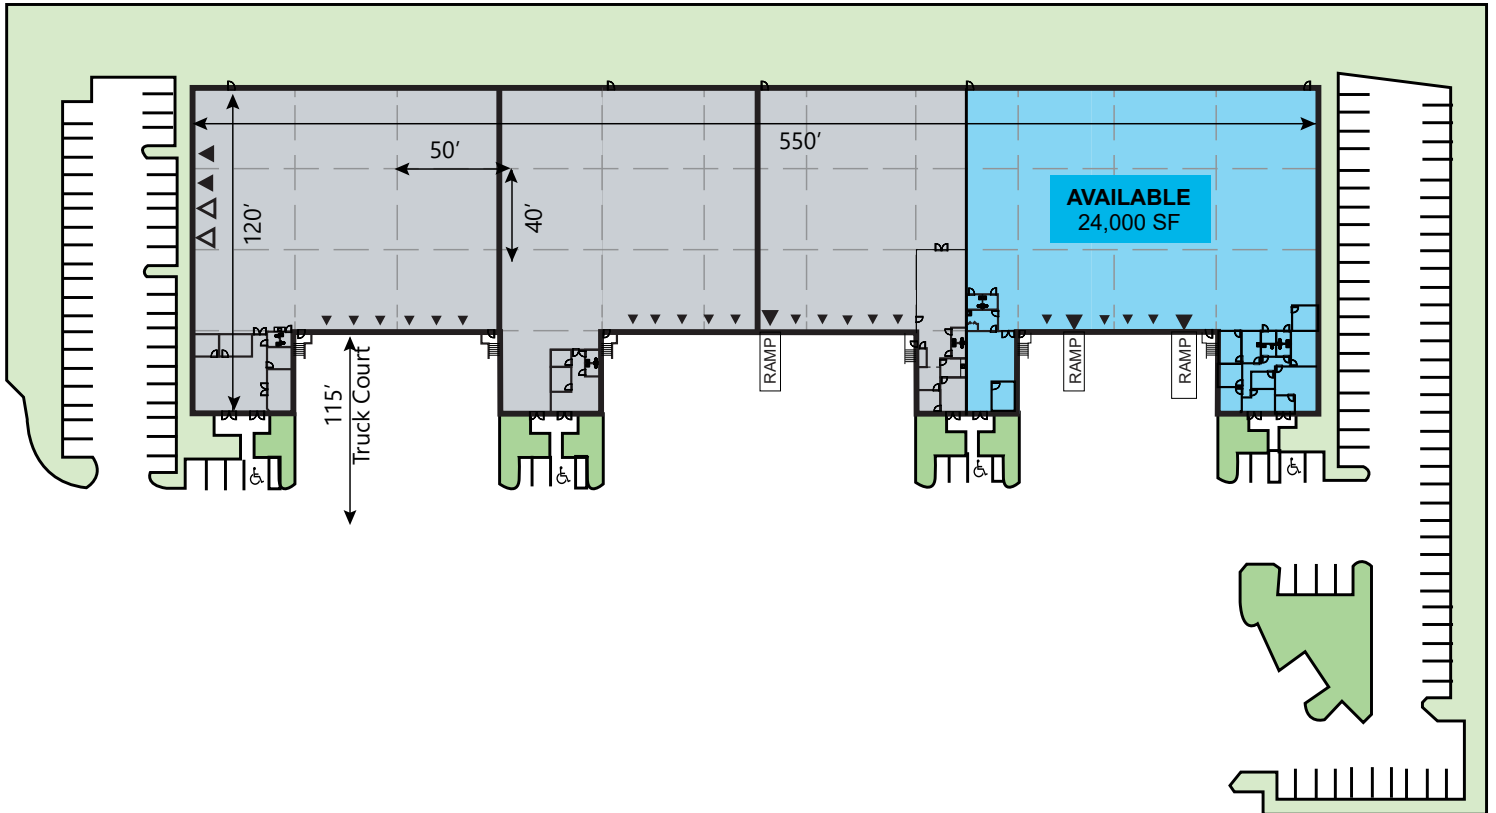 550’
50’
120’
40’
AVAILABLE
24,000 SF
115’
Truck Court
RAMP
RAMP
RAMP